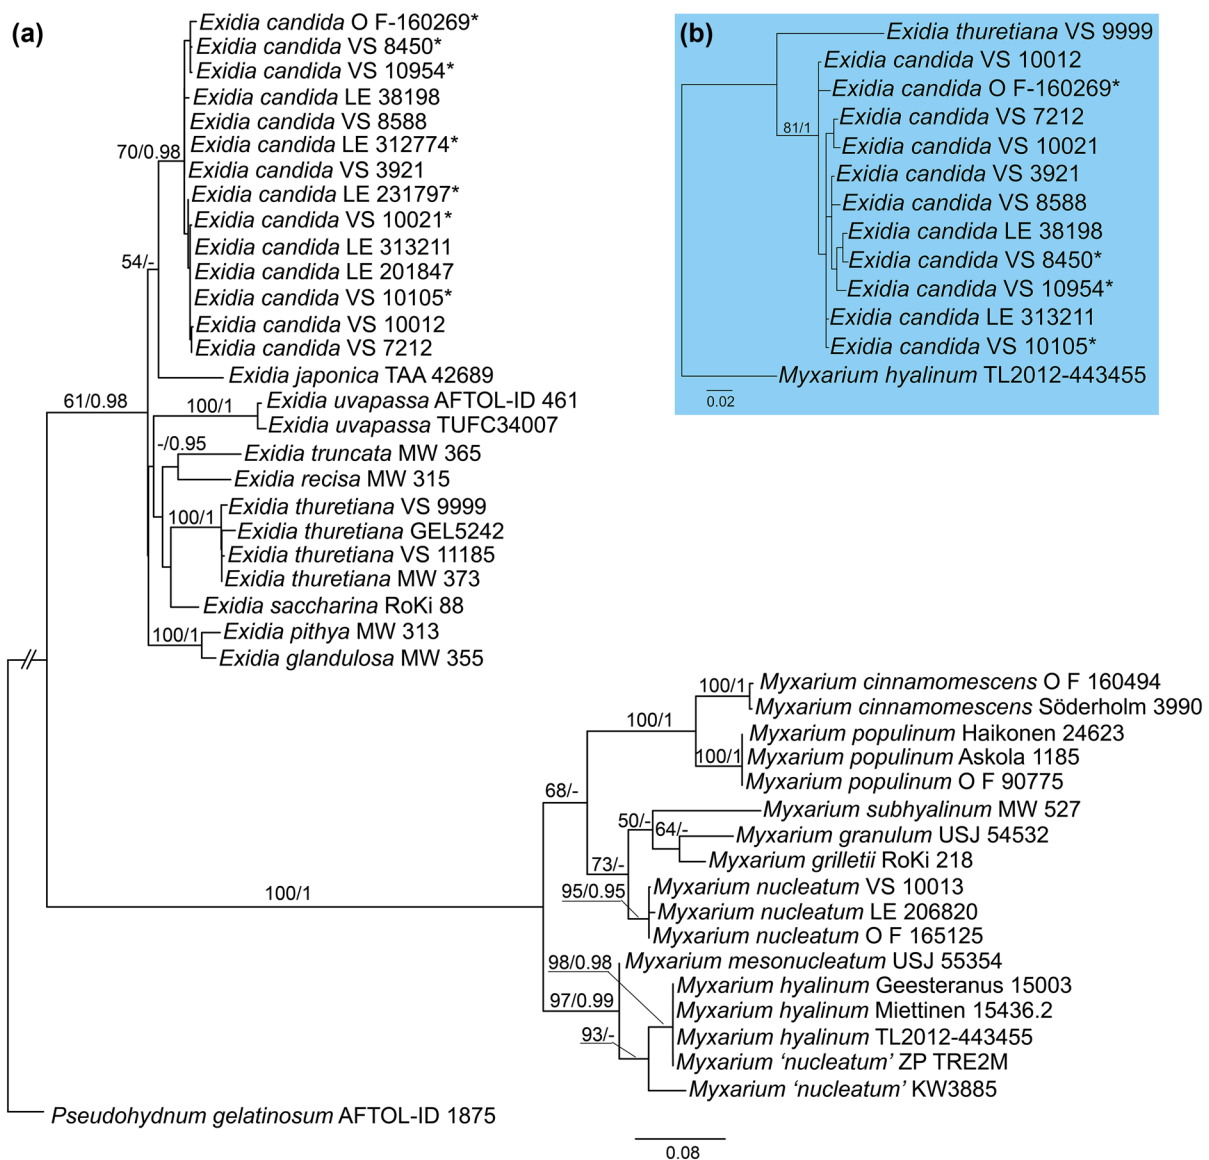 (a)
Exidia candida O F-160269*
Exidia candida VS 8450*
Exidia candida VS 10954*
Exidia candida LE 38198
Exidia candida VS 8588
Exidia candida LE 312774*
70/0.98
Exidia candida VS 3921
Exidia candida LE 231797*
Exidia candida VS 10021*
Exidia candida LE 313211
54/-
Exidia candida LE 201847
Exidia candida VS 10105*
Exidia candida VS 10012
Exidia candida VS 7212
Exidia japonica TAA 42689
61/0.98
100/1
Exidia uvapassa AFTOL-ID 461
Exidia uvapassa TUFC34007
-/0.95
Exidia truncata MW 365
Exidia recisa MW 315
Exidia thuretiana VS 9999
100/1
Exidia thuretiana GEL5242
Exidia thuretiana VS 11185
Exidia thuretiana MW 373
Exidia saccharina RoKi 88
100/1
Exidia pithya MW 313
Exidia glandulosa MW 355
100/1
Myxarium cinnamomescens O F 160494
Myxarium cinnamomescens Söderholm 3990
100/1
Myxarium populinum Haikonen 24623
100/1
Myxarium populinum Askola 1185
Myxarium populinum O F 90775
68/-
Myxarium subhyalinum MW 527
50/-
64/-
Myxarium granulum USJ 54532
73/-
Myxarium grilletii RoKi 218
100/1
95/0.95
Myxarium nucleatum VS 10013
Myxarium nucleatum LE 206820
Myxarium nucleatum O F 165125
98/0.98
Myxarium mesonucleatum USJ 55354
97/0.99
Myxarium hyalinum Geesteranus 15003
Myxarium hyalinum Miettinen 15436.2
93/-
Myxarium hyalinum TL2012-443455
Myxarium ‘nucleatum’ ZP TRE2M
Myxarium ‘nucleatum’ KW3885
Pseudohydnum gelatinosum AFTOL-ID 1875
0.08
(b)
Exidia thuretiana VS 9999
Exidia candida VS 10012
Exidia candida O F-160269*
Exidia candida VS 7212
81/1
Exidia candida VS 10021
Exidia candida VS 3921
Exidia candida VS 8588
Exidia candida LE 38198
Exidia candida VS 8450*
Exidia candida VS 10954*
Exidia candida LE 313211
Exidia candida VS 10105*
Myxarium hyalinum TL2012-443455
0.02